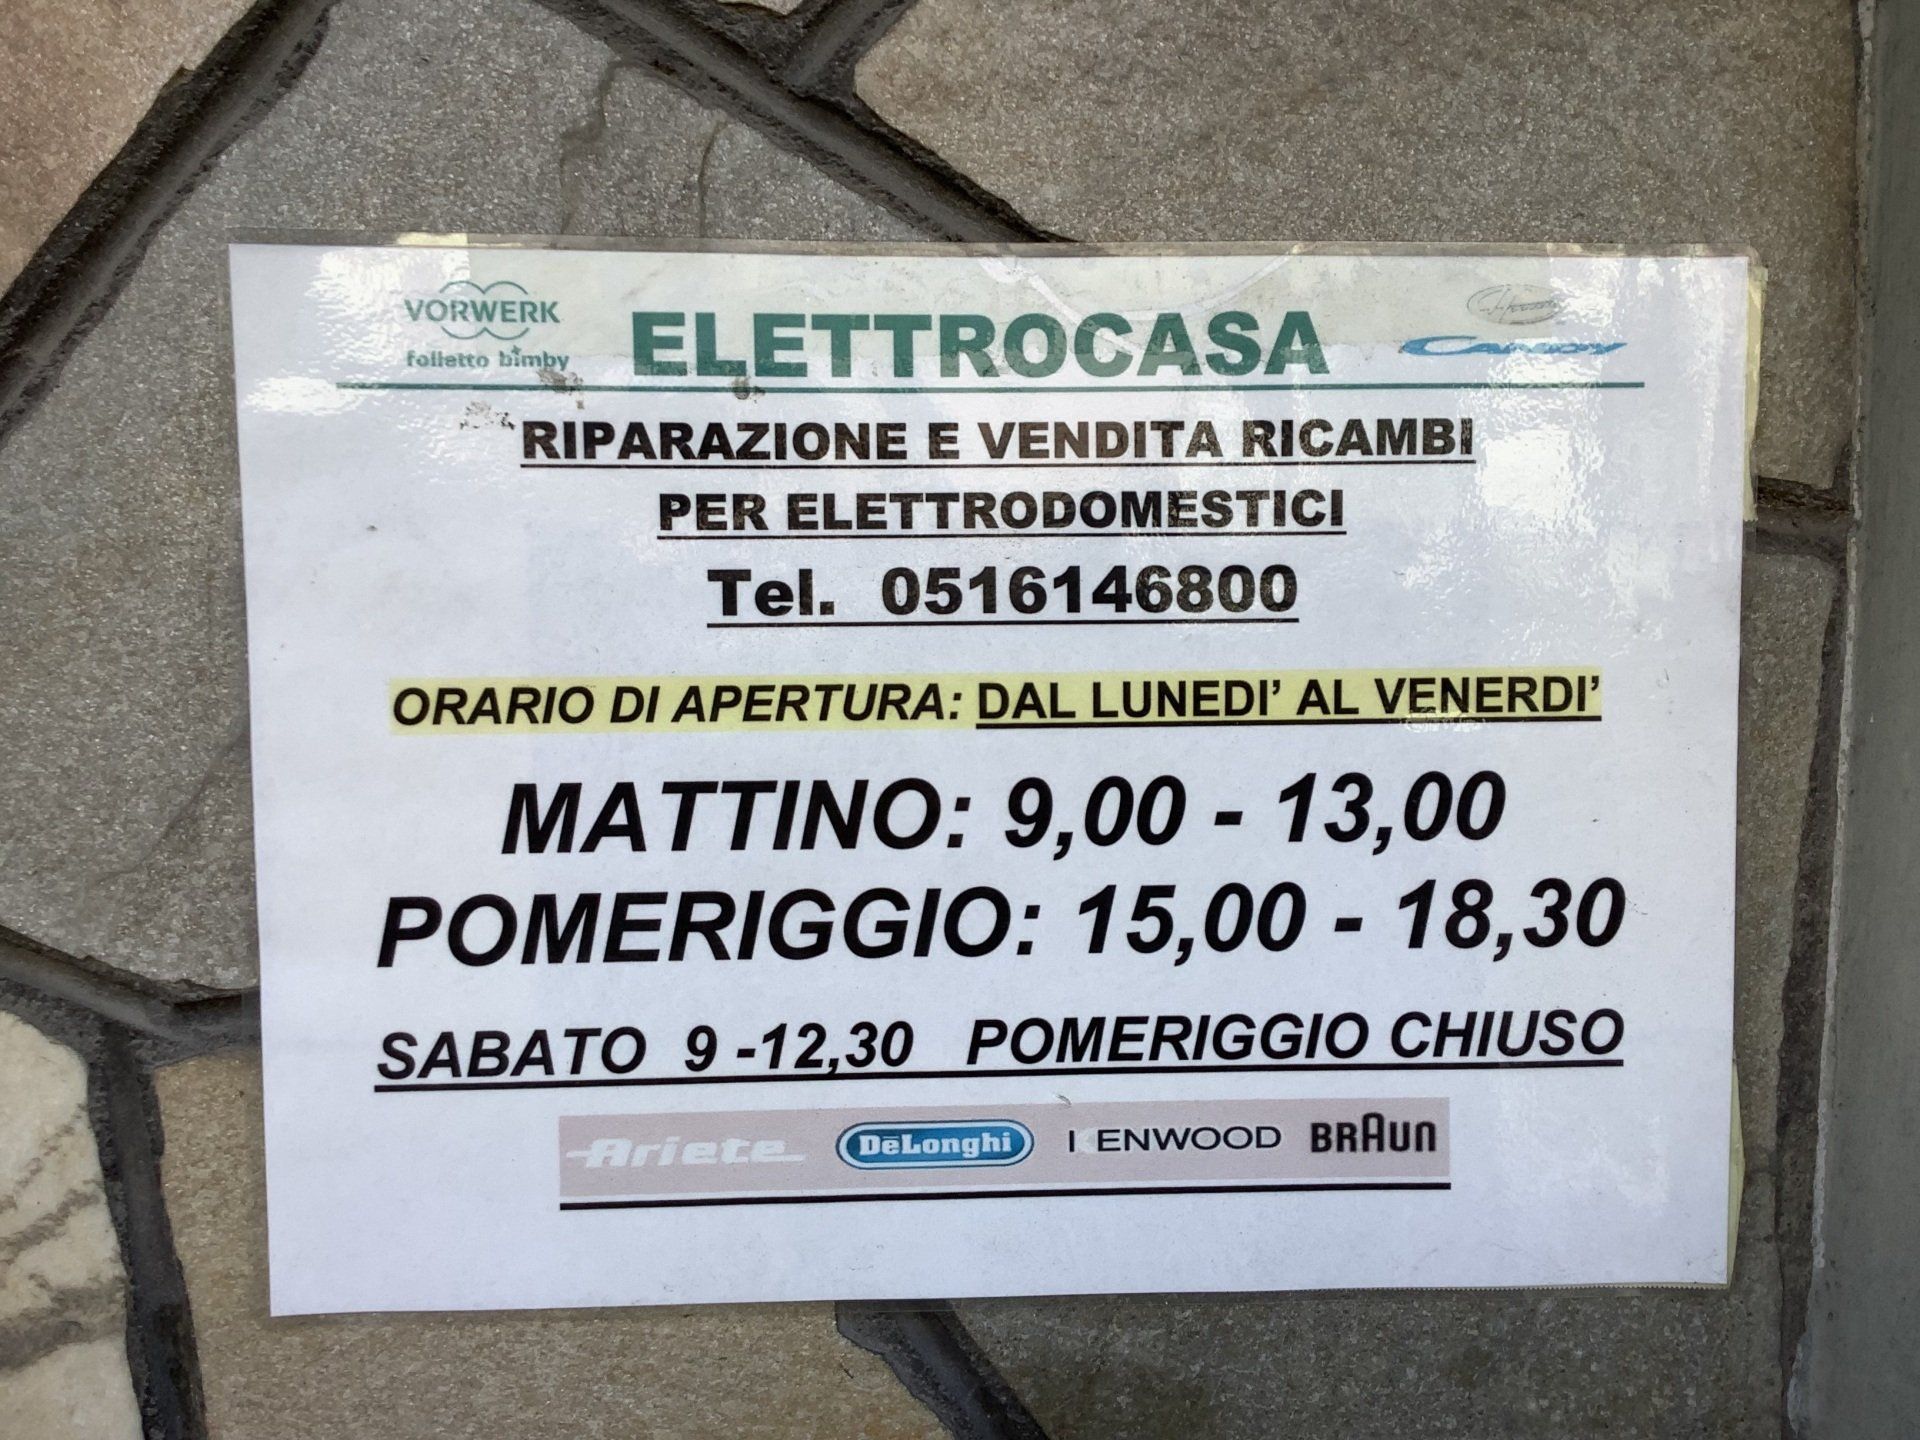 VORWERK
folletto bimby
ELETTROCASA
CANDY
RIPARAZIONE E VENDITA RICAMBI
PER ELETTRODOMESTICI
Tel. 0516146800
ORARIO DI APERTURA: DAL LUNEDI’ AL VENERDI’
MATTINO: 9,00 - 13,00
POMERIGGIO: 15,00 - 18,30
SABATO 9 -12,30 POMERIGGIO CHIUSO
Ariete DēLonghi KENWOOD BRAUN